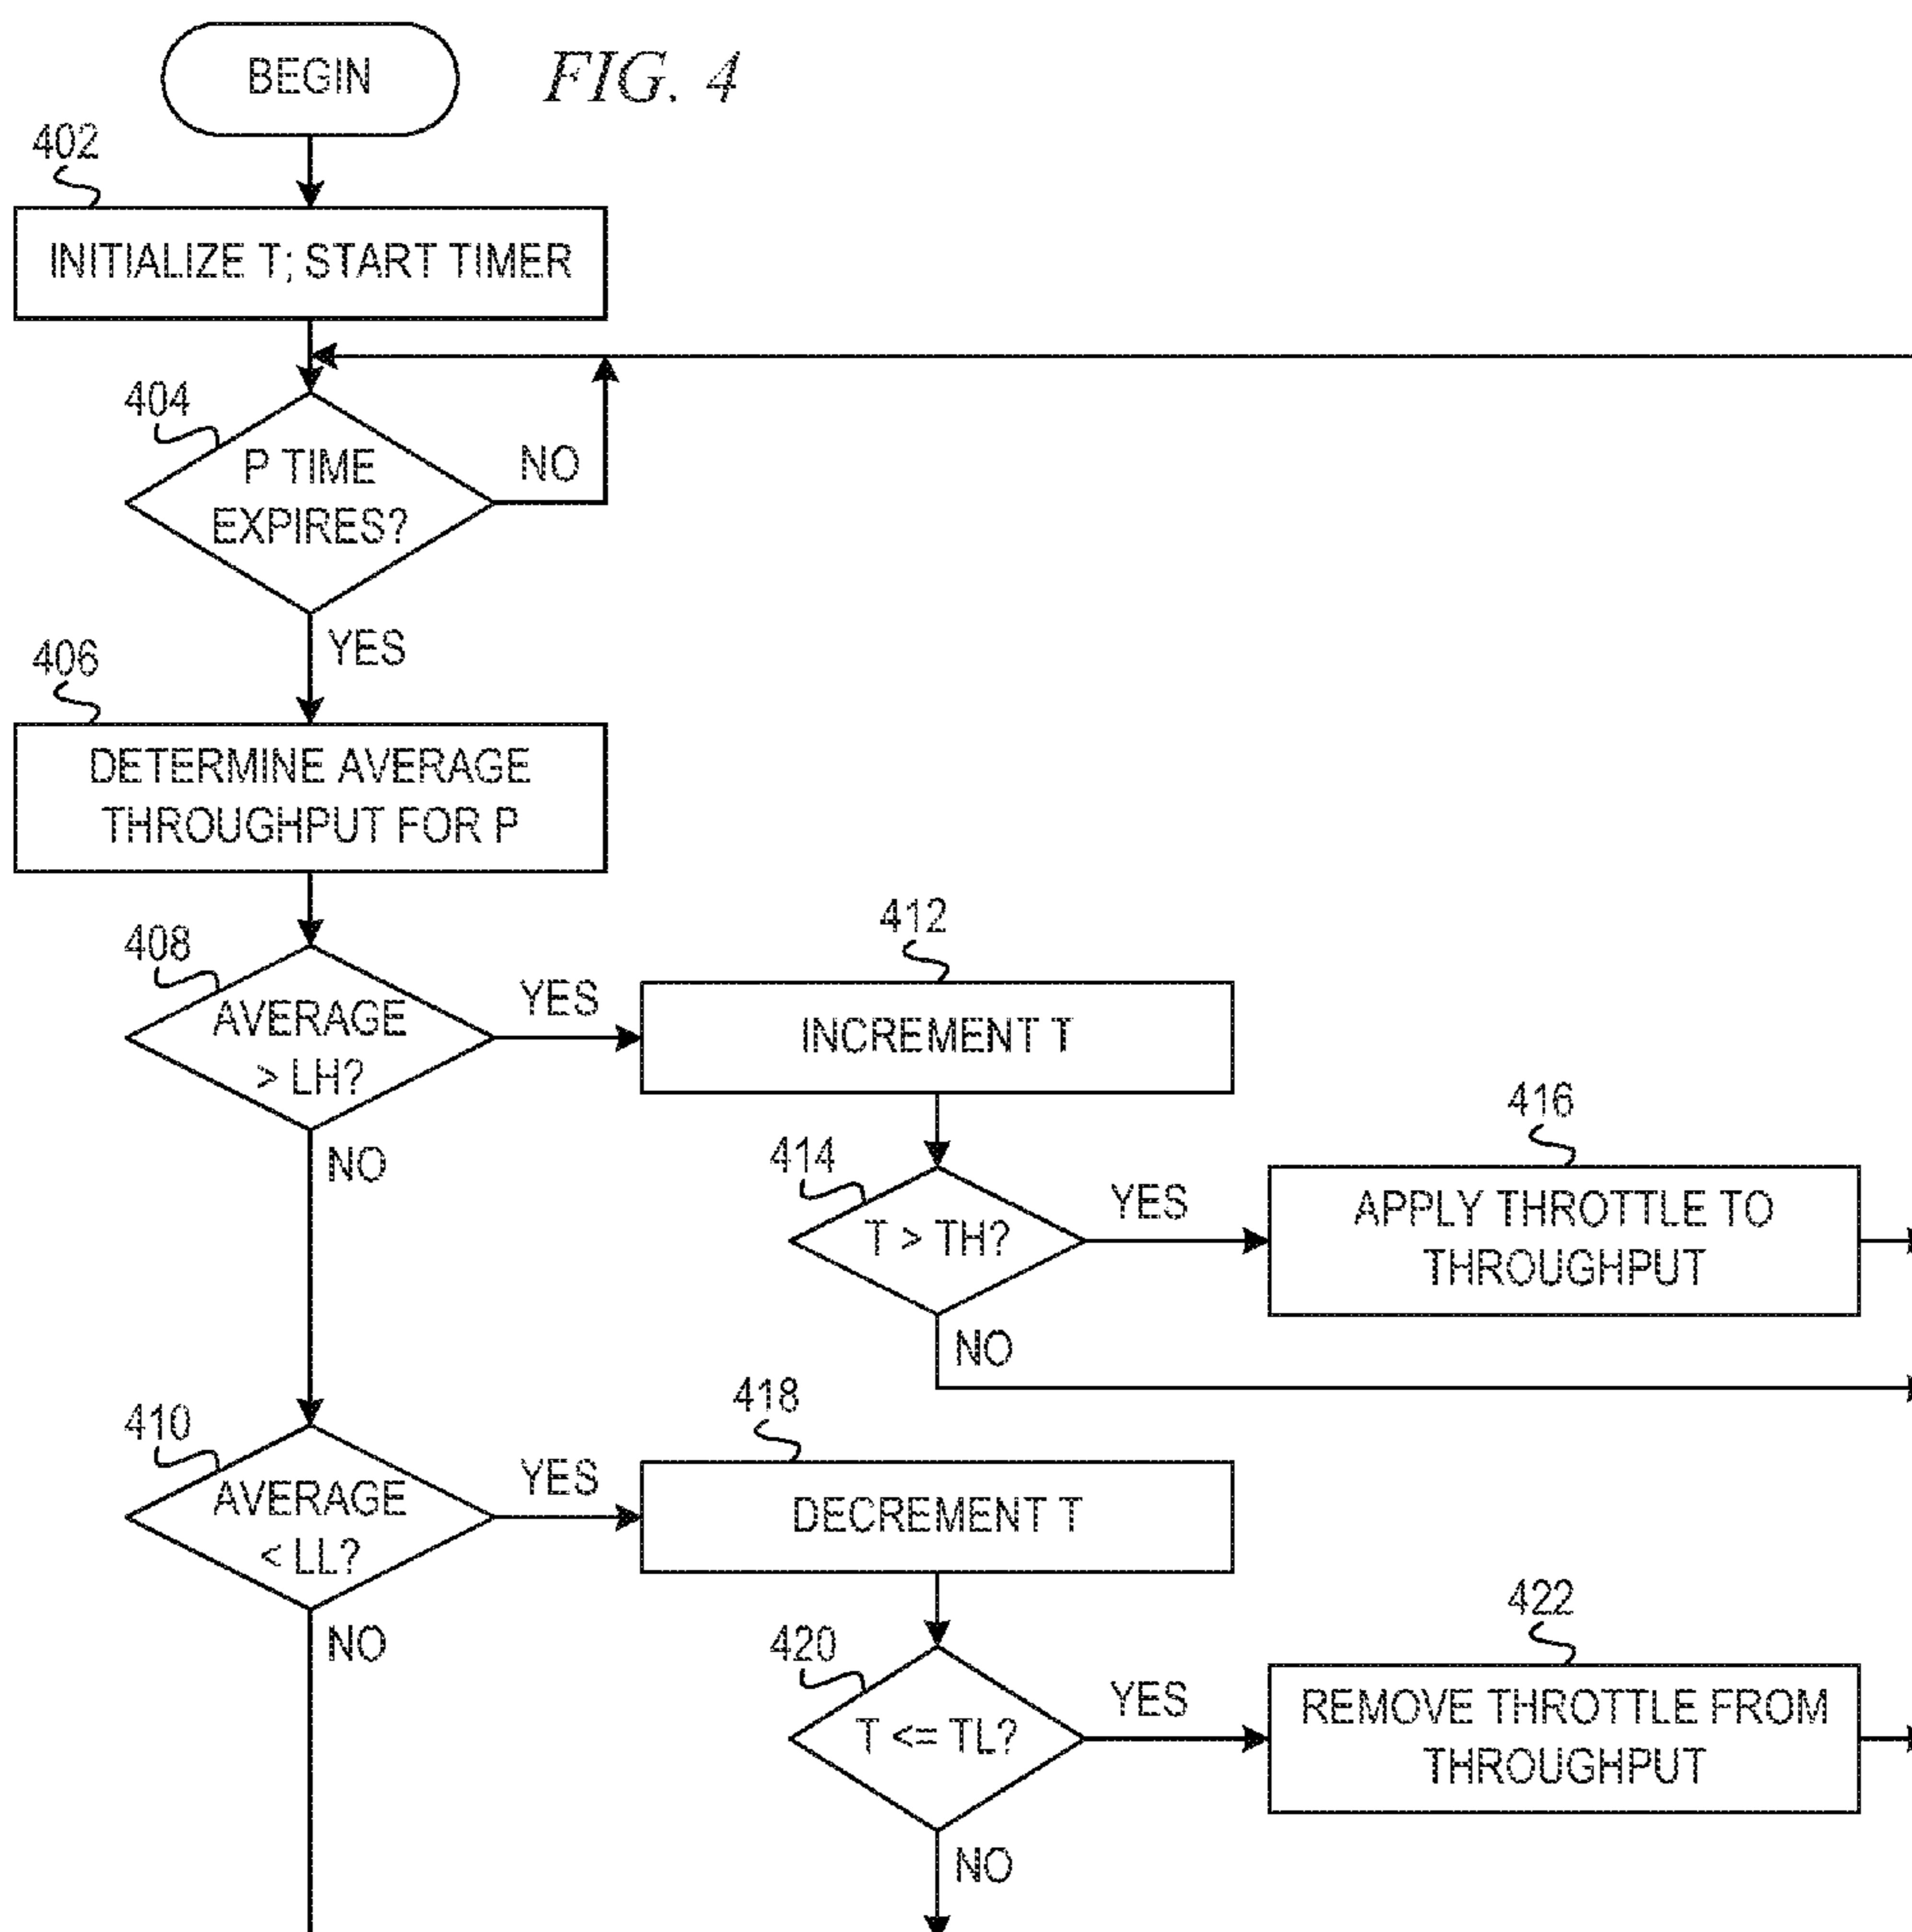 BEGIN
FIG. 4
402
INITIALIZE T; START TIMER
404
P TIME
EXPIRES?
NO
YES
406
DETERMINE AVERAGE
THROUGHPUT FOR P
408
AVERAGE
> LH?
YES
NO
412
INCREMENT T
414
T > TH?
YES
NO
416
APPLY THROTTLE TO
THROUGHPUT
410
AVERAGE
< LL?
YES
NO
418
DECREMENT T
420
T <= TL?
YES
NO
422
REMOVE THROTTLE FROM
THROUGHPUT